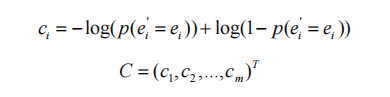 c_i = -log(p(e_i^' = e_i)) + log(1 - p(e_i^' = e_i))
C = (c_1, c_2, ..., c_m)^T